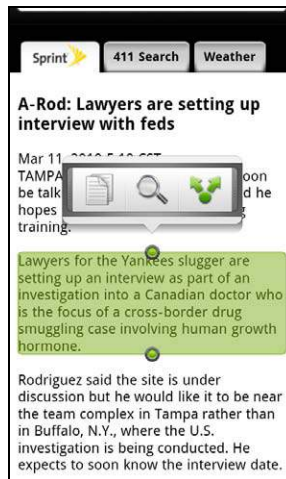 Sprint
411 Search
Weather
A-Rod: Lawyers are setting up
interview with feds
Mar 11, 2010 5:10 CST
TAMPA oon
be talk d he
hopes g
training.
Lawyers for the Yankees slugger are
setting up an interview as part of an
investigation into a Canadian doctor who
is the focus of a cross-border drug
smuggling case involving human growth
hormone.
Rodriguez said the site is under
discussion but he would like it to be near
the team complex in Tampa rather than
in Buffalo, N.Y., where the U.S.
investigation is being conducted. He
expects to soon know the interview date.